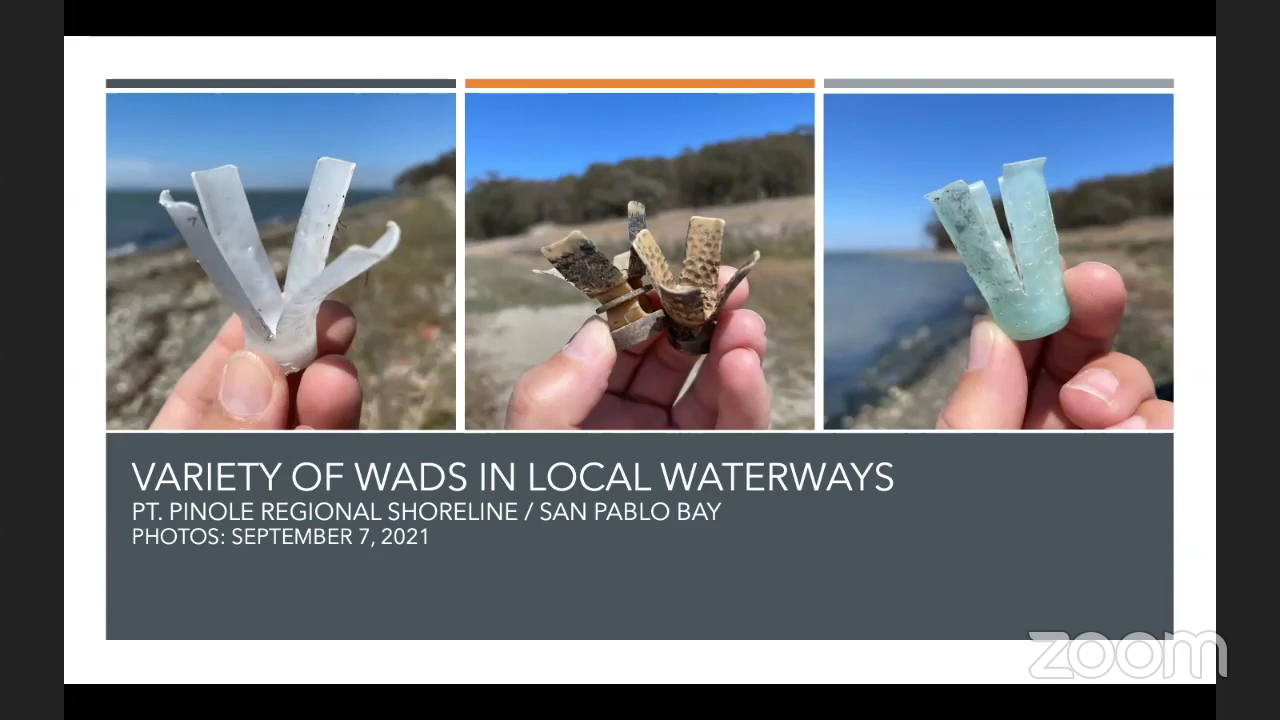 VARIETY OF WADS IN LOCAL WATERWAYS
PT. PINOLE REGIONAL SHORELINE / SAN PABLO BAY
PHOTOS: SEPTEMBER 7, 2021
zoom